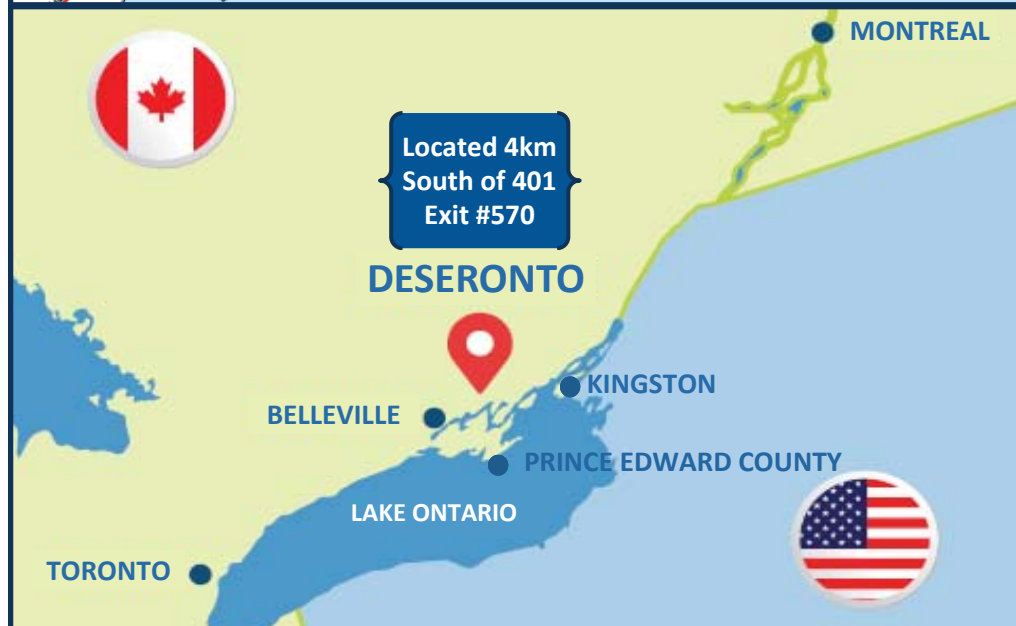 MONTREAL
Located 4km
South of 401
Exit #570
DESERONTO
KINGSTON
BELLEVILLE
PRINCE EDWARD COUNTY
LAKE ONTARIO
TORONTO